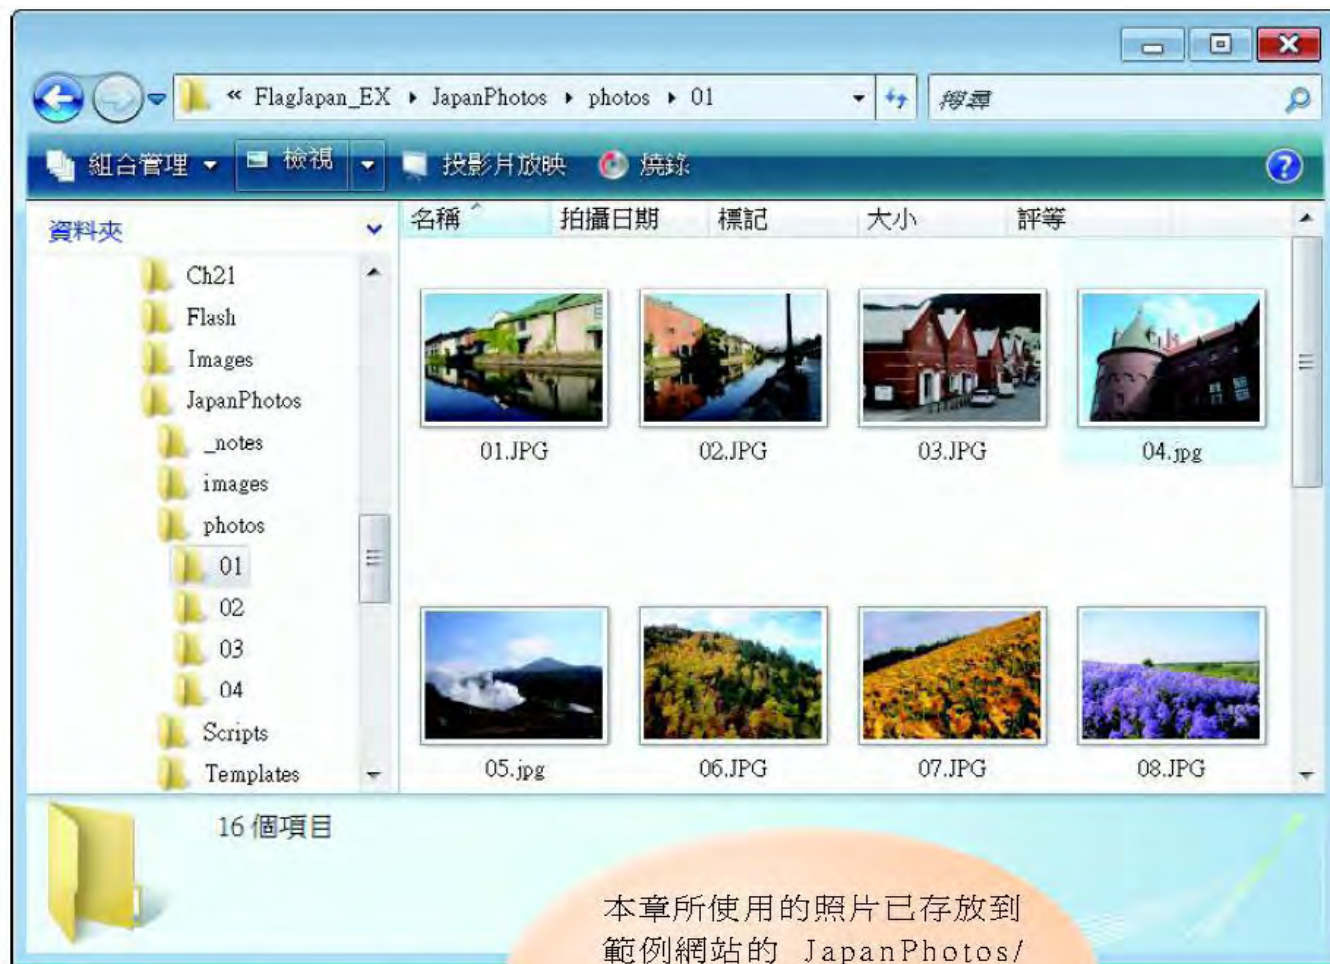 « FlagJapan_EX ▸ JapanPhotos ▸ photos ▸ 01
搜尋
組合管理 檢視 投影片放映 燒錄
資料夾
名稱 拍攝日期 標記 大小 評等
Ch21
Flash
Images
JapanPhotos
_notes
images
photos
01
02
03
04
Scripts
Templates
01.JPG 02.JPG 03.JPG 04.jpg
05.jpg 06.JPG 07.JPG 08.JPG
16 個項目
本章所使用的照片已存放到
範例網站的 JapanPhotos/